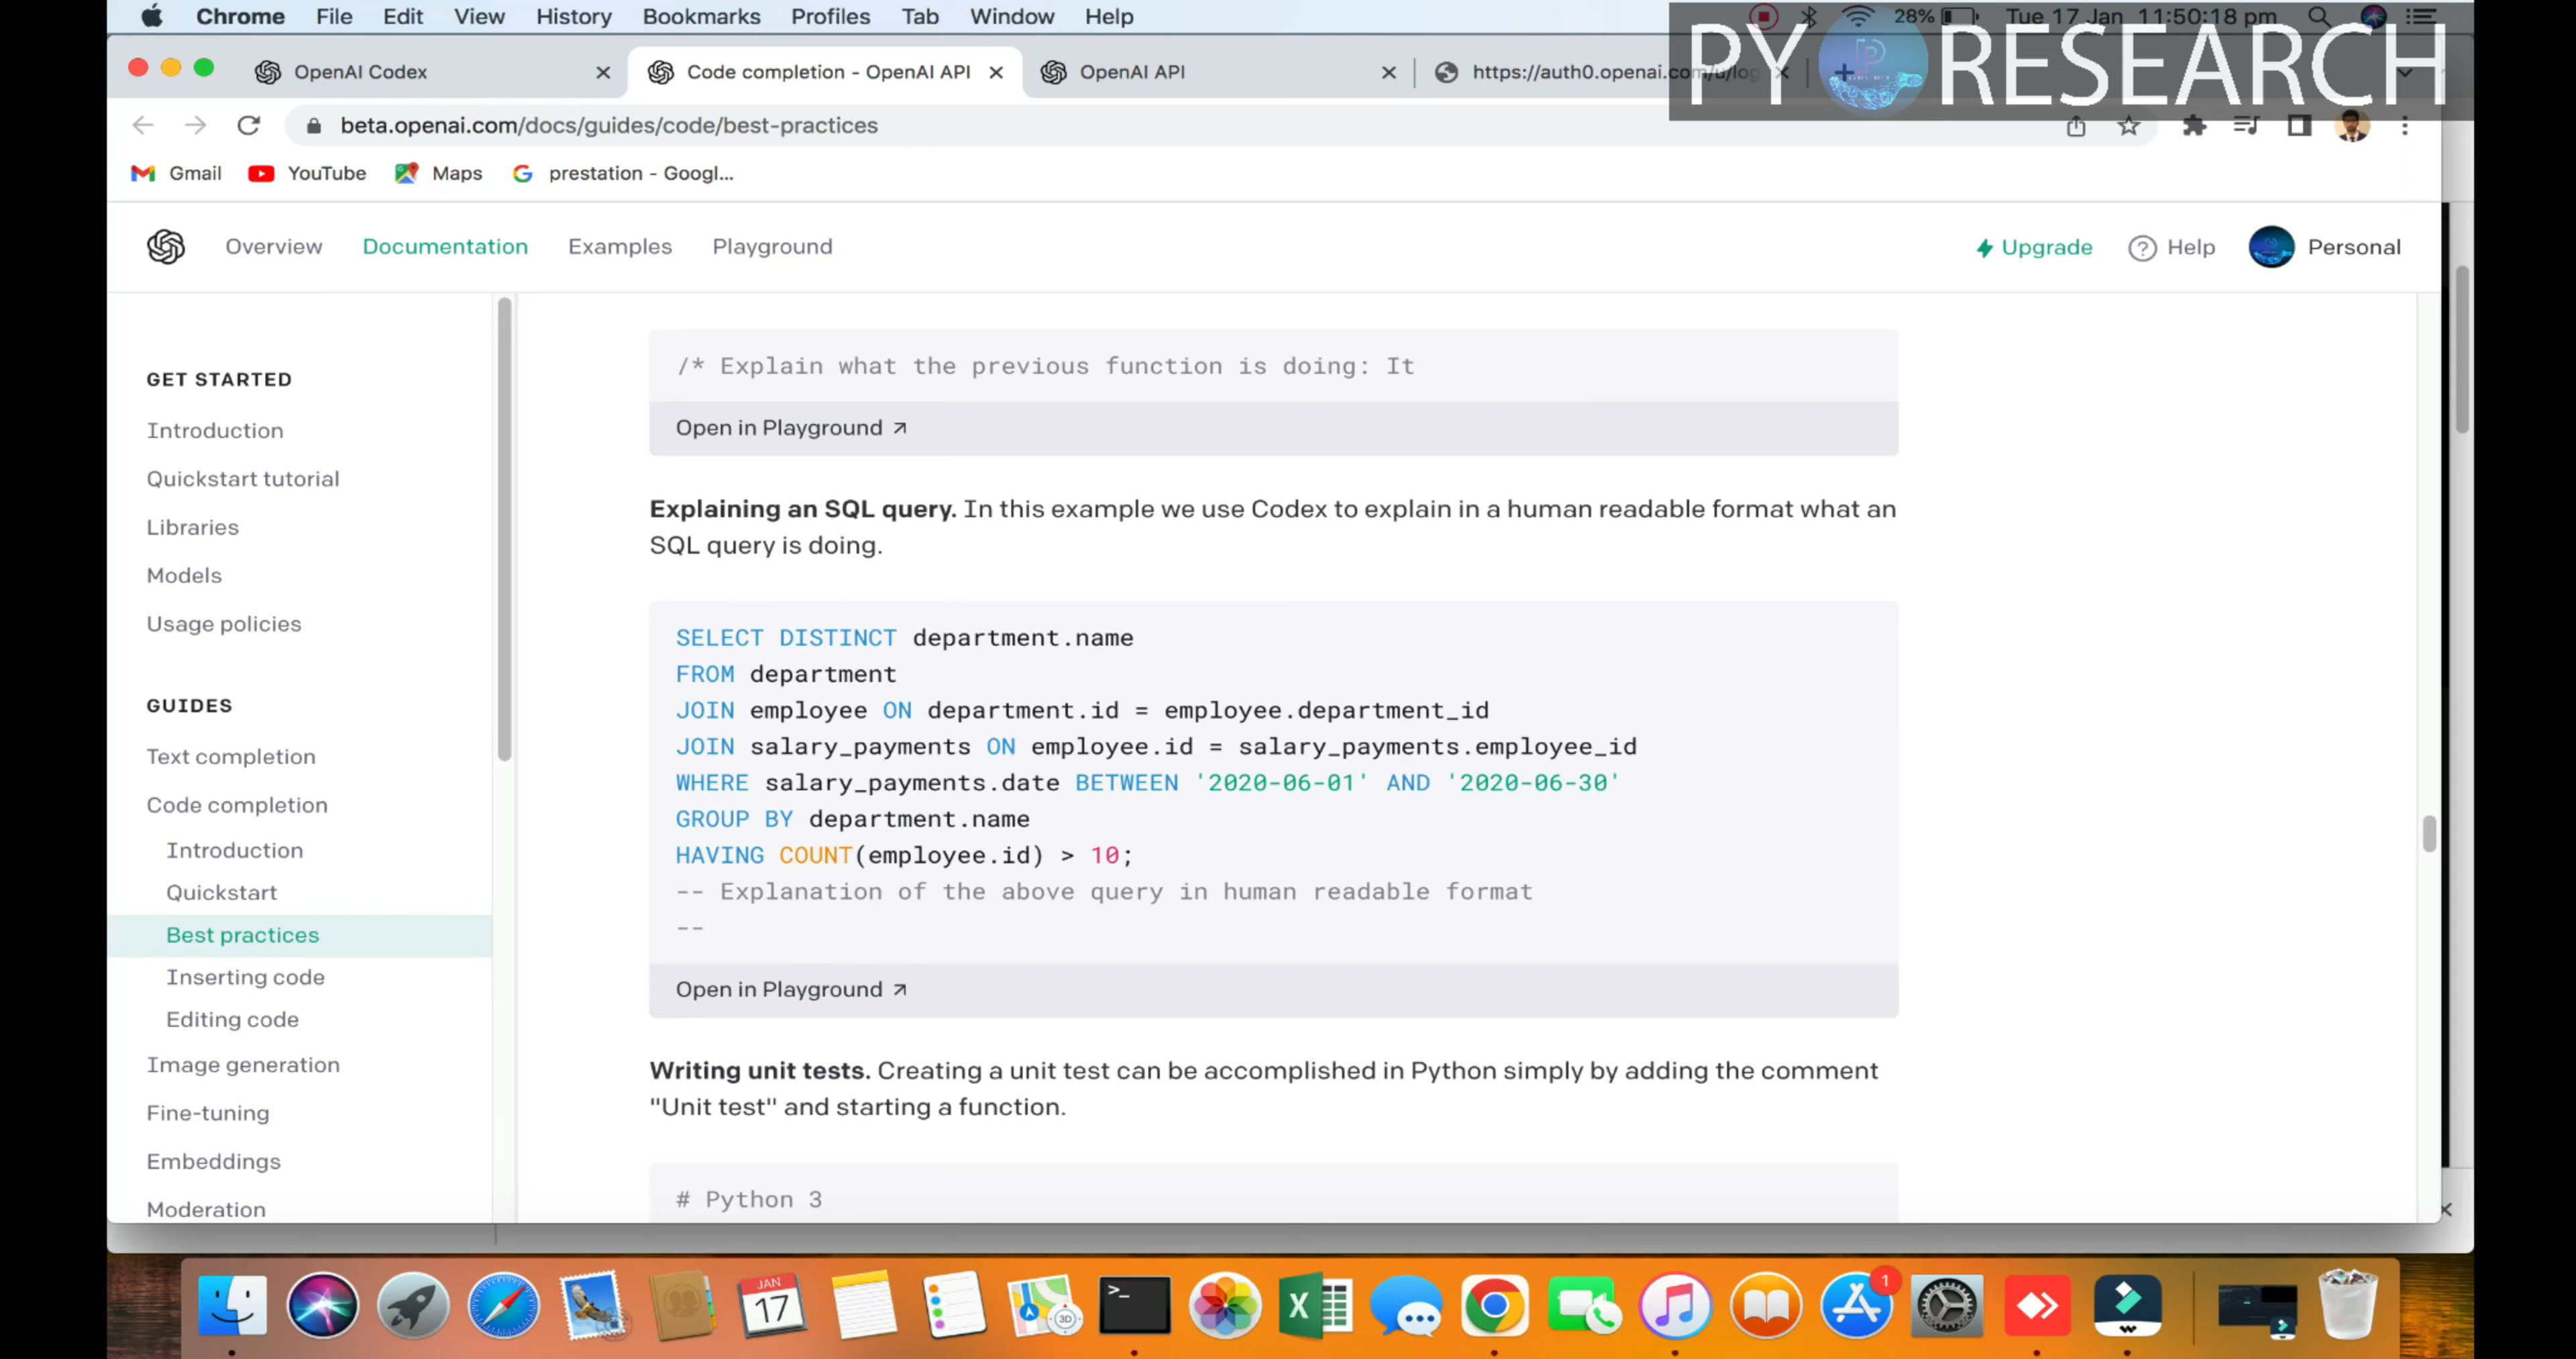 Chrome File Edit View History Bookmarks Profiles Tab Window Help
28% Tue 17 Jan 11:50:18 pm
PY RESEARCH
OpenAI Codex
Code completion - OpenAI API
OpenAI API
https://auth0.openai.com/u/log
beta.openai.com/docs/guides/code/best-practices
Gmail YouTube Maps prestation - Googl...
Overview Documentation Examples Playground
Upgrade Help Personal
GET STARTED
Introduction
Quickstart tutorial
Libraries
Models
Usage policies
GUIDES
Text completion
Code completion
Introduction
Quickstart
Best practices
Inserting code
Editing code
Image generation
Fine-tuning
Embeddings
Moderation
/* Explain what the previous function is doing: It
Open in Playground ↗
Explaining an SQL query. In this example we use Codex to explain in a human readable format what an
SQL query is doing.
SELECT DISTINCT department.name
FROM department
JOIN employee ON department.id = employee.department_id
JOIN salary_payments ON employee.id = salary_payments.employee_id
WHERE salary_payments.date BETWEEN '2020-06-01' AND '2020-06-30'
GROUP BY department.name
HAVING COUNT(employee.id) > 10;
-- Explanation of the above query in human readable format
--
Open in Playground ↗
Writing unit tests. Creating a unit test can be accomplished in Python simply by adding the comment
"Unit test" and starting a function.
# Python 3
JAN
17
3D
1